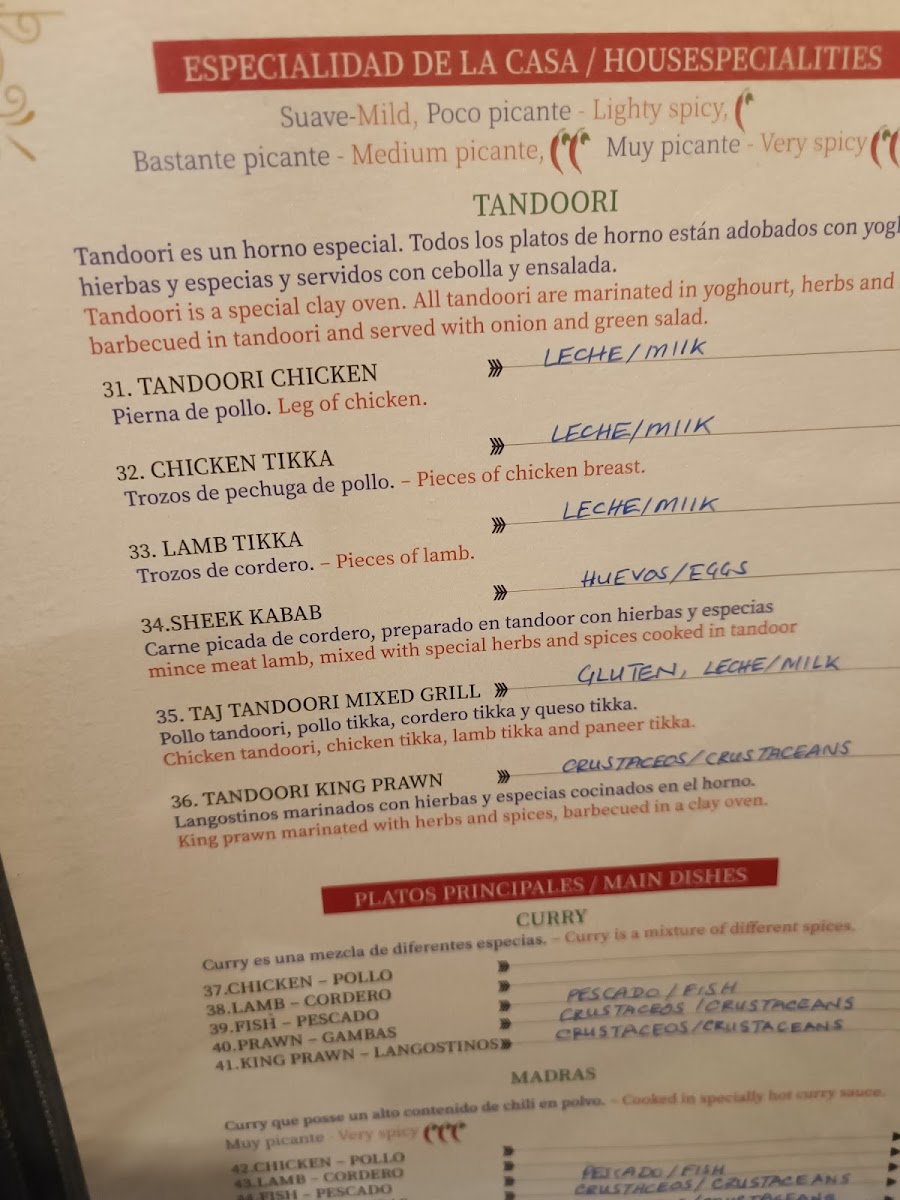 ESPECIALIDAD DE LA CASA / HOUSESPECIALITIES
Suave-Mild, Poco picante - Lighty spicy,
Bastante picante - Medium picante, Muy picante - Very spicy
TANDOORI
Tandoori es un horno especial. Todos los platos de horno están adobados con
hierbas y especias y servidos con cebolla y ensalada.
Tandoori is a special clay oven. All tandoori are marinated in yoghourt, herbs and
barbecued in tandoori and served with onion and green salad.
31. TANDOORI CHICKEN LECHE/MIlK
Pierna de pollo. Leg of chicken.
32. CHICKEN TIKKA LECHE/MIlK
Trozos de pechuga de pollo. – Pieces of chicken breast.
33. LAMB TIKKA LECHE/MIlK
Trozos de cordero. – Pieces of lamb.
34.SHEEK KABAB HUEVOS/EGGS
Carne picada de cordero, preparado en tandoor con hierbas y especias
mince meat lamb, mixed with special herbs and spices cooked in tandoor
35. TAJ TANDOORI MIXED GRILL GLUTEN, LECHE/MILK
Pollo tandoori, pollo tikka, cordero tikka y queso tikka.
Chicken tandoori, chicken tikka, lamb tikka and paneer tikka.
36. TANDOORI KING PRAWN CRUSTACEOS/CRUSTACEANS
Langostinos marinados con hierbas y especias cocinados en el horno.
King prawn marinated with herbs and spices, barbecued in a clay oven.
PLATOS PRINCIPALES / MAIN DISHES
CURRY
Curry es una mezcla de diferentes especias. – Curry is a mixture of different spices.
37.CHICKEN – POLLO
38.LAMB – CORDERO
39.FISH – PESCADO PESCADO/FISH
40.PRAWN – GAMBAS CRUSTACEOS/CRUSTACEANS
41.KING PRAWN – LANGOSTINOS CRUSTACEOS/CRUSTACEANS
MADRAS
Curry que posse un alto contenido de chili en polvo. – Cooked in specially hot curry sauce.
Muy picante - Very spicy
42.CHICKEN – POLLO
43.LAMB – CORDERO PESCADO/FISH
44.FISH – PESCADO CRUSTACEOS/CRUSTACEANS